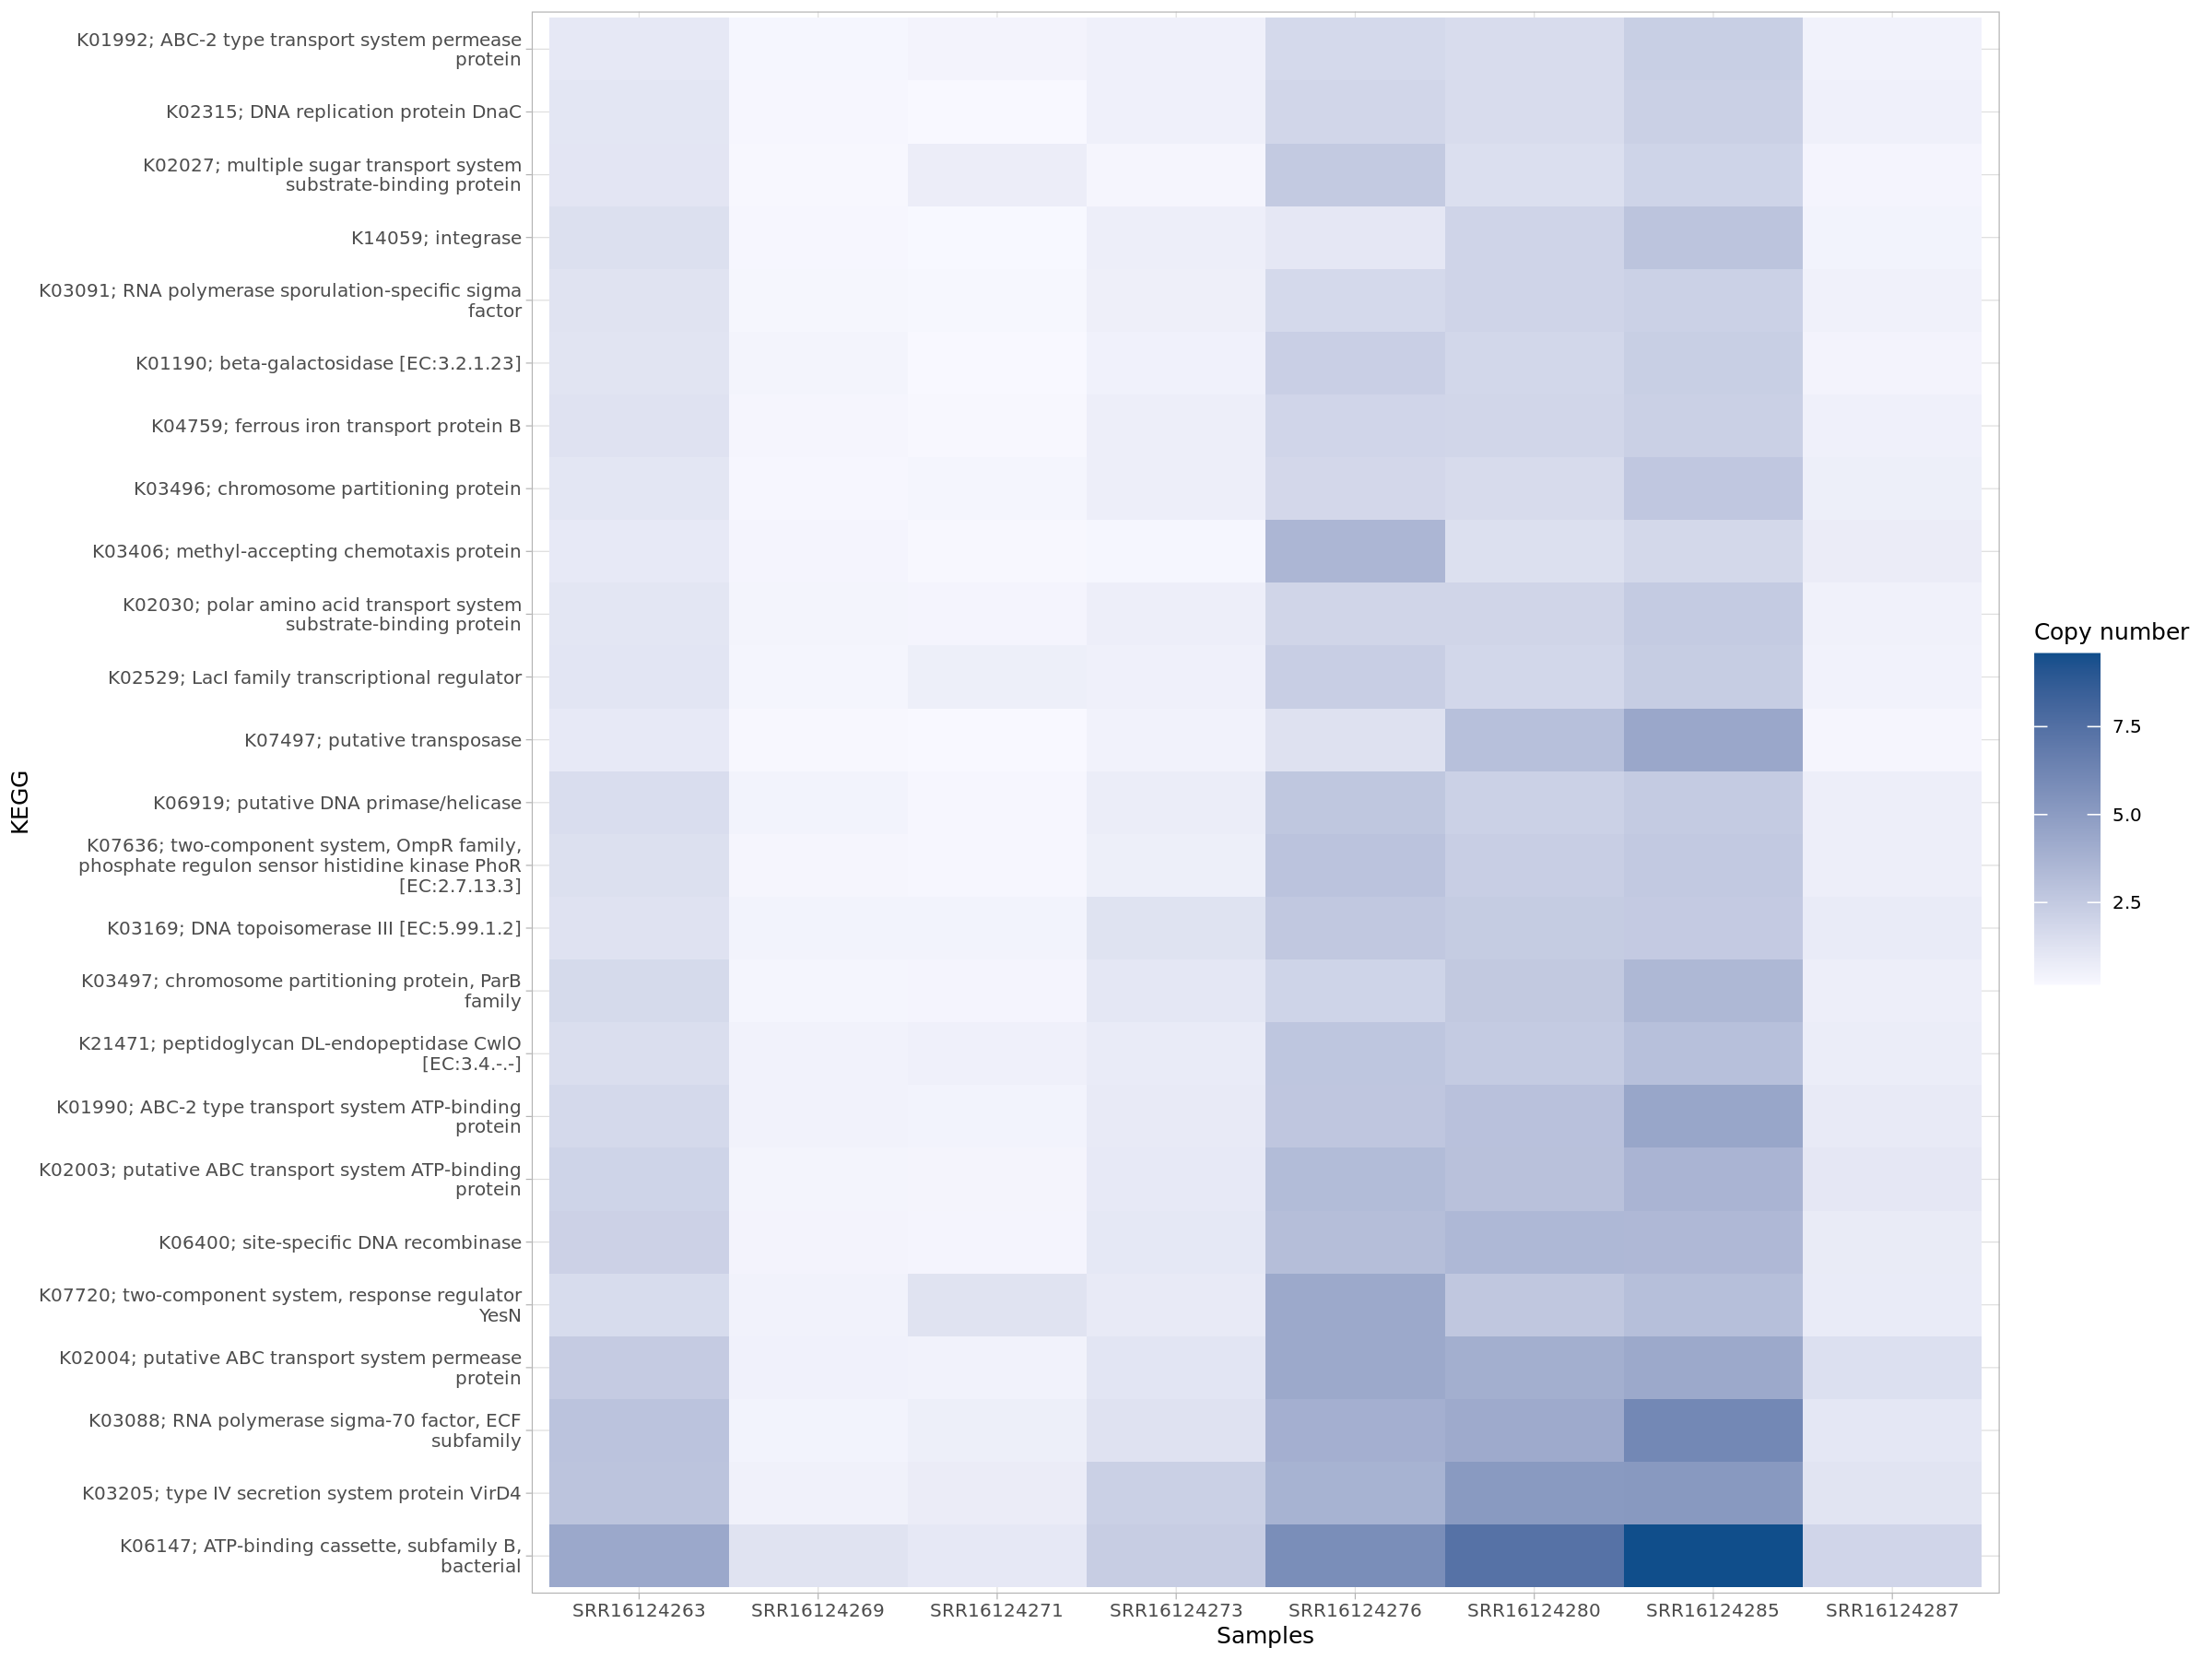 K01992; ABC-2 type transport system permease
protein
K02315; DNA replication protein DnaC
K02027; multiple sugar transport system
substrate-binding protein
K14059; integrase
K03091; RNA polymerase sporulation-specific sigma
factor
K01190; beta-galactosidase [EC:3.2.1.23]
K04759; ferrous iron transport protein B
K03496; chromosome partitioning protein
K03406; methyl-accepting chemotaxis protein
K02030; polar amino acid transport system
substrate-binding protein
K02529; LacI family transcriptional regulator
K07497; putative transposase
K06919; putative DNA primase/helicase
K07636; two-component system, OmpR family,
phosphate regulon sensor histidine kinase PhoR
[EC:2.7.13.3]
K03169; DNA topoisomerase III [EC:5.99.1.2]
K03497; chromosome partitioning protein, ParB
family
K21471; peptidoglycan DL-endopeptidase CwlO
[EC:3.4.-.-]
K01990; ABC-2 type transport system ATP-binding
protein
K02003; putative ABC transport system ATP-binding
protein
K06400; site-specific DNA recombinase
K07720; two-component system, response regulator
YesN
K02004; putative ABC transport system permease
protein
K03088; RNA polymerase sigma-70 factor, ECF
subfamily
K03205; type IV secretion system protein VirD4
K06147; ATP-binding cassette, subfamily B,
bacterial
KEGG
SRR16124263 SRR16124269 SRR16124271 SRR16124273 SRR16124276 SRR16124280 SRR16124285 SRR16124287
Samples
Copy number
7.5
5.0
2.5